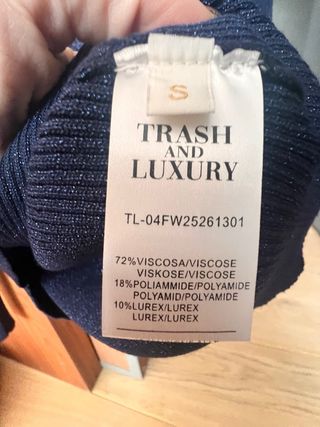 S
TRASH
AND
LUXURY
TL-04FW25261301
72%VISCOSA/VISCOSE
VISKOSE/VISCOSE
18%POLIAMMIDE/POLYAMIDE
POLYAMID/POLYAMIDE
10%LUREX/LUREX
LUREX/LUREX